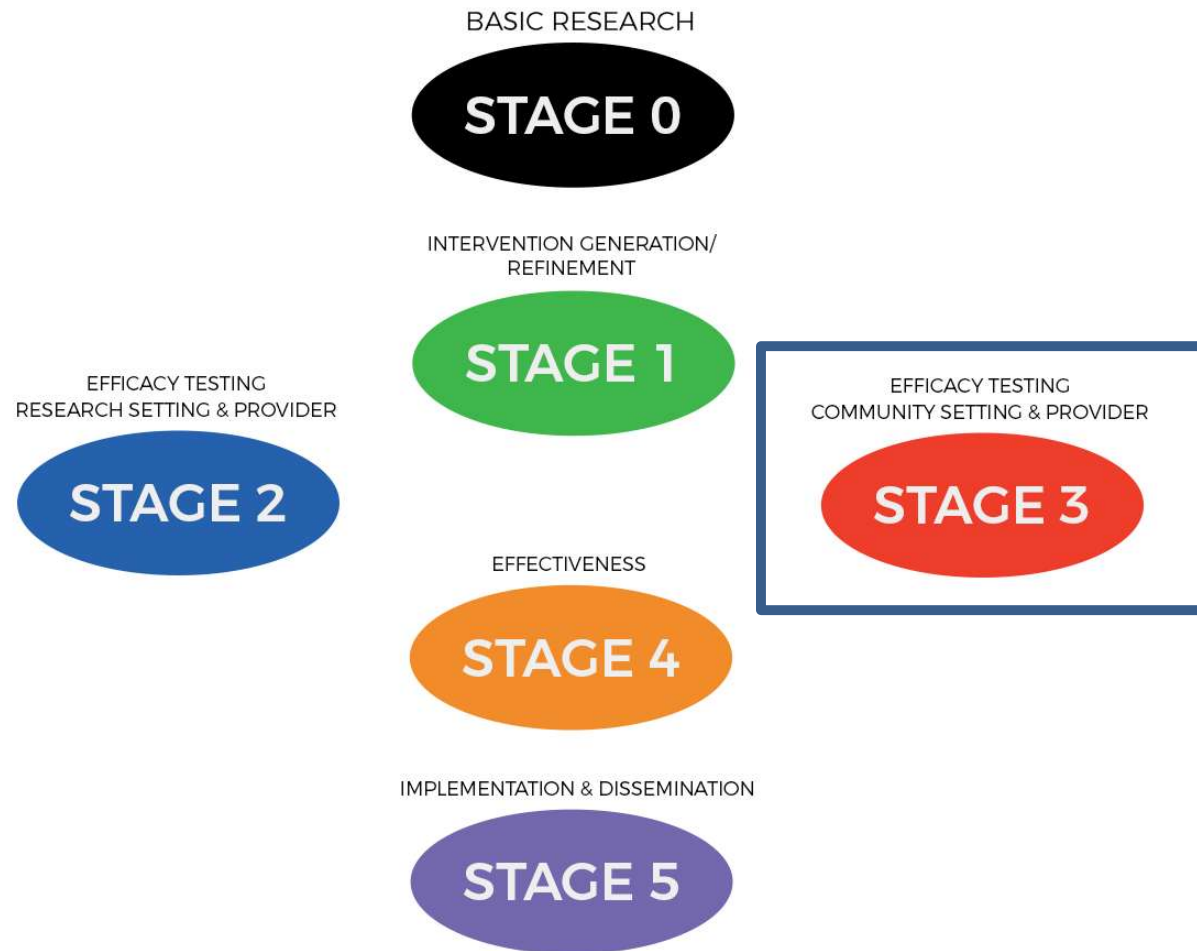 BASIC RESEARCH
STAGE 0
INTERVENTION GENERATION/
REFINEMENT
STAGE 1
EFFICACY TESTING
RESEARCH SETTING & PROVIDER
STAGE 2
EFFICACY TESTING
COMMUNITY SETTING & PROVIDER
STAGE 3
EFFECTIVENESS
STAGE 4
IMPLEMENTATION & DISSEMINATION
STAGE 5